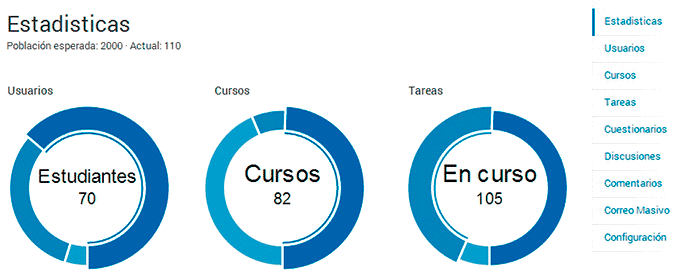 Estadisticas
Población esperada: 2000 · Actual: 110
Usuarios
Cursos
Tareas
Estudiantes
70
Cursos
82
En curso
105
Estadisticas
Usuarios
Cursos
Tareas
Cuestionarios
Discusiones
Comentarios
Correo Masivo
Configuración